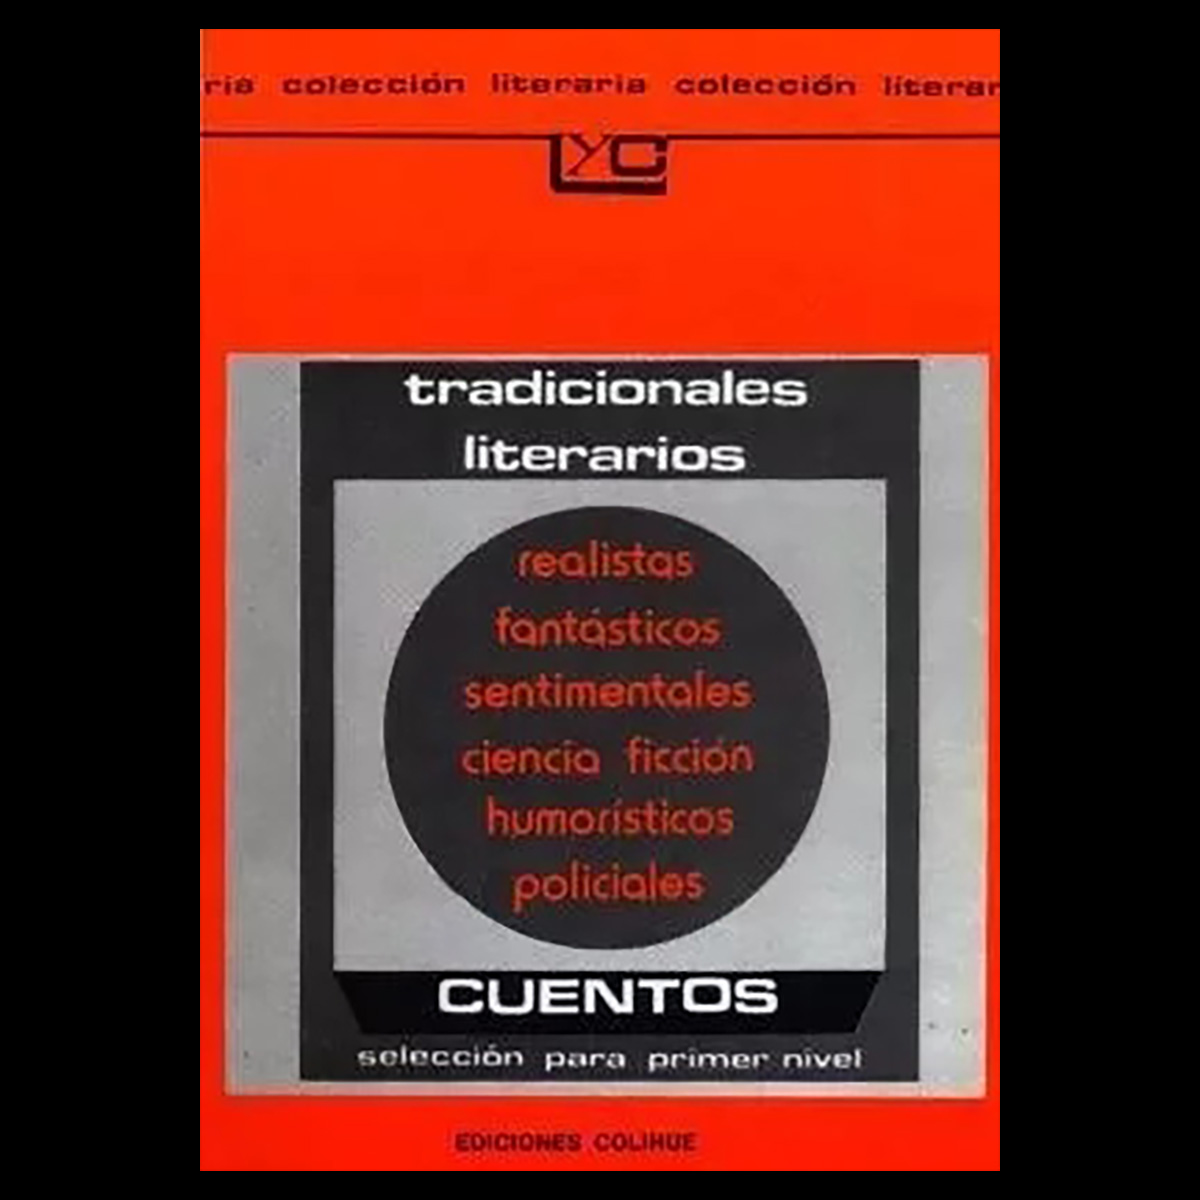 ria colección literaria colección literar
LyC
tradicionales
literarios
realistas
fantásticos
sentimentales
ciencia ficción
humorísticos
policiales
CUENTOS
selección para primer nivel
EDICIONES COLIHUE